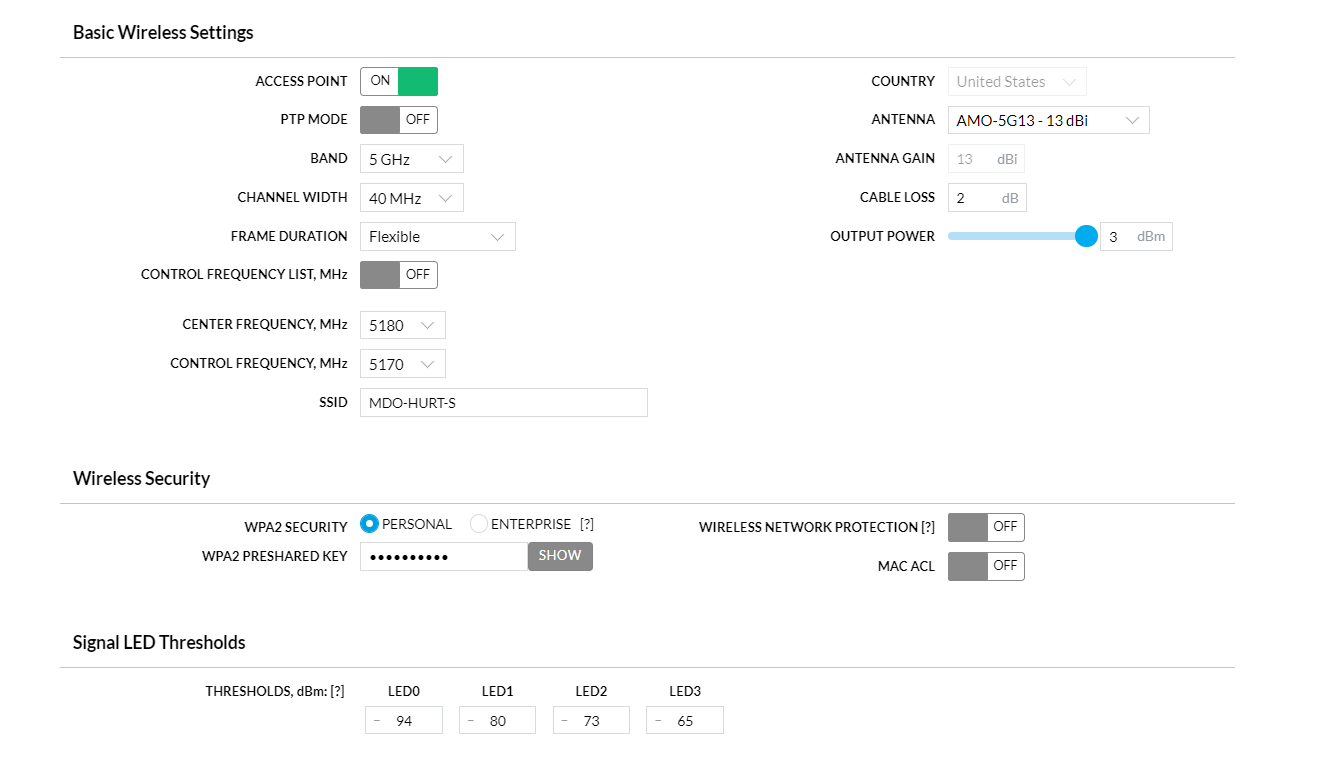 Basic Wireless Settings
ACCESS POINT ON
PTP MODE OFF
BAND 5 GHz
CHANNEL WIDTH 40 MHz
FRAME DURATION Flexible
CONTROL FREQUENCY LIST, MHz OFF
CENTER FREQUENCY, MHz 5180
CONTROL FREQUENCY, MHz 5170
SSID MDO-HURT-S
COUNTRY United States
ANTENNA AMO-5G13 - 13 dBi
ANTENNA GAIN 13 dBi
CABLE LOSS 2 dB
OUTPUT POWER 3 dBm
Wireless Security
WPA2 SECURITY PERSONAL ENTERPRISE [?]
WPA2 PRESHARED KEY •••••••••• SHOW
WIRELESS NETWORK PROTECTION [?] OFF
MAC ACL OFF
Signal LED Thresholds
THRESHOLDS, dBm: [?] LED0 LED1 LED2 LED3
– 94 – 80 – 73 – 65